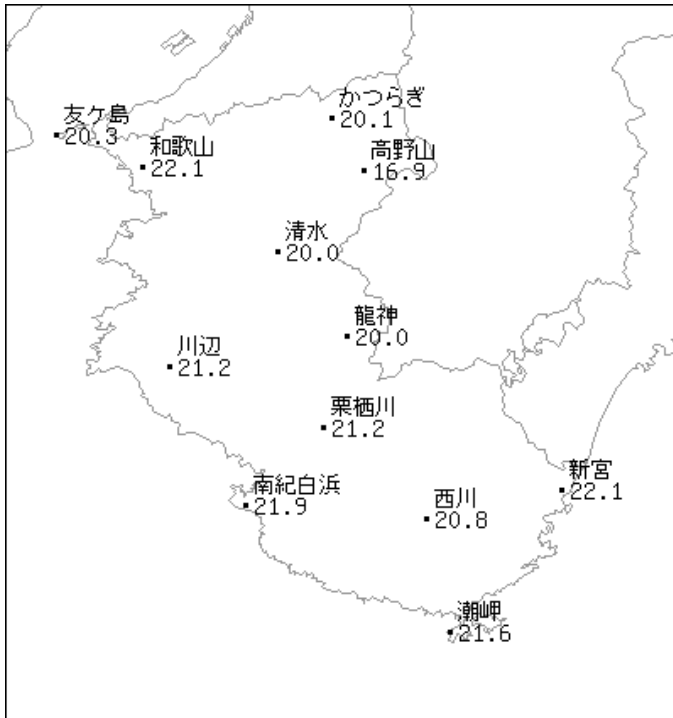 かつらぎ
20.1
友ケ島
20.3
和歌山
22.1
高野山
16.9
清水
20.0
龍神
20.0
川辺
21.2
栗栖川
21.2
新宮
22.1
南紀白浜
21.9
西川
20.8
潮岬
21.6